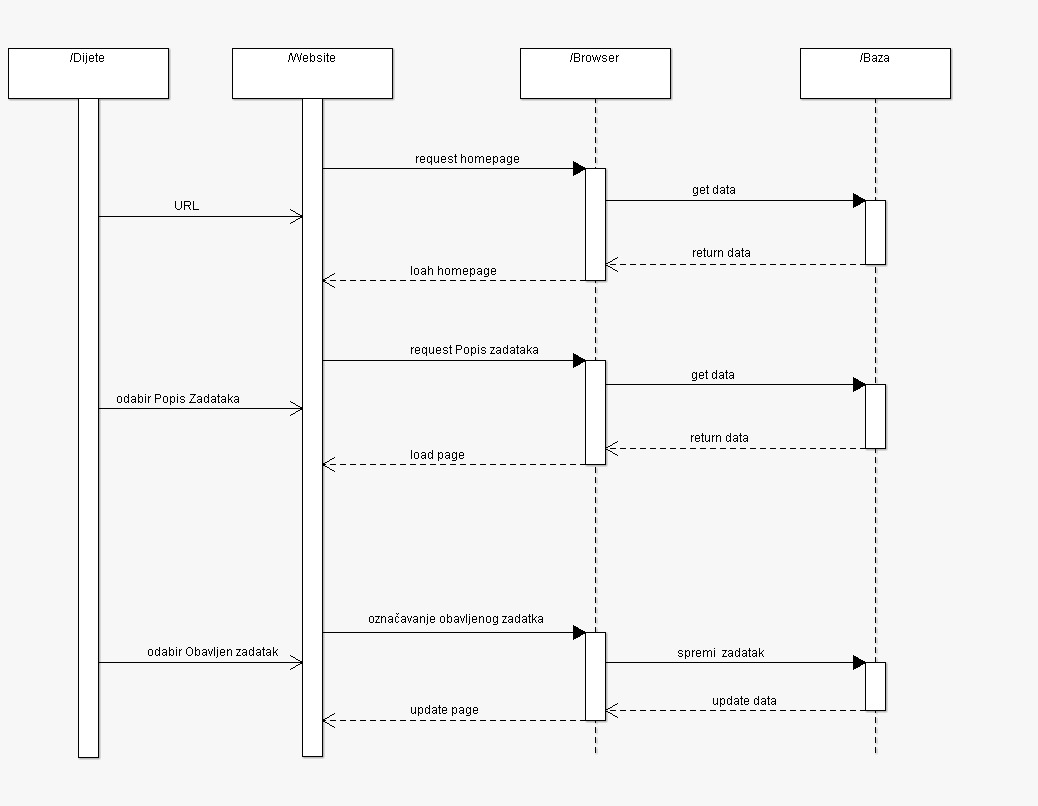 /Dijete
/Website
/Browser
/Baza
request homepage
get data
URL
return data
loah homepage
request Popis zadataka
get data
odabir Popis Zadataka
return data
load page
označavanje obavljenog zadatka
odabir Obavljen zadatak
spremi zadatak
update data
update page